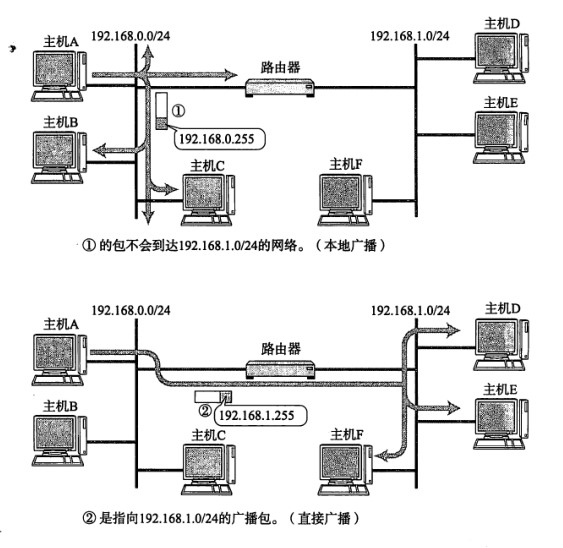 192.168.0.0/24
192.168.1.0/24
主机A
主机D
路由器
①
192.168.0.255
主机B
主机E
主机C
主机F
①的包不会到达192.168.1.0/24的网络。（本地广播）
192.168.0.0/24
192.168.1.0/24
主机A
主机D
路由器
②
192.168.1.255
主机B
主机E
主机C
主机F
②是指向192.168.1.0/24的广播包。（直接广播）